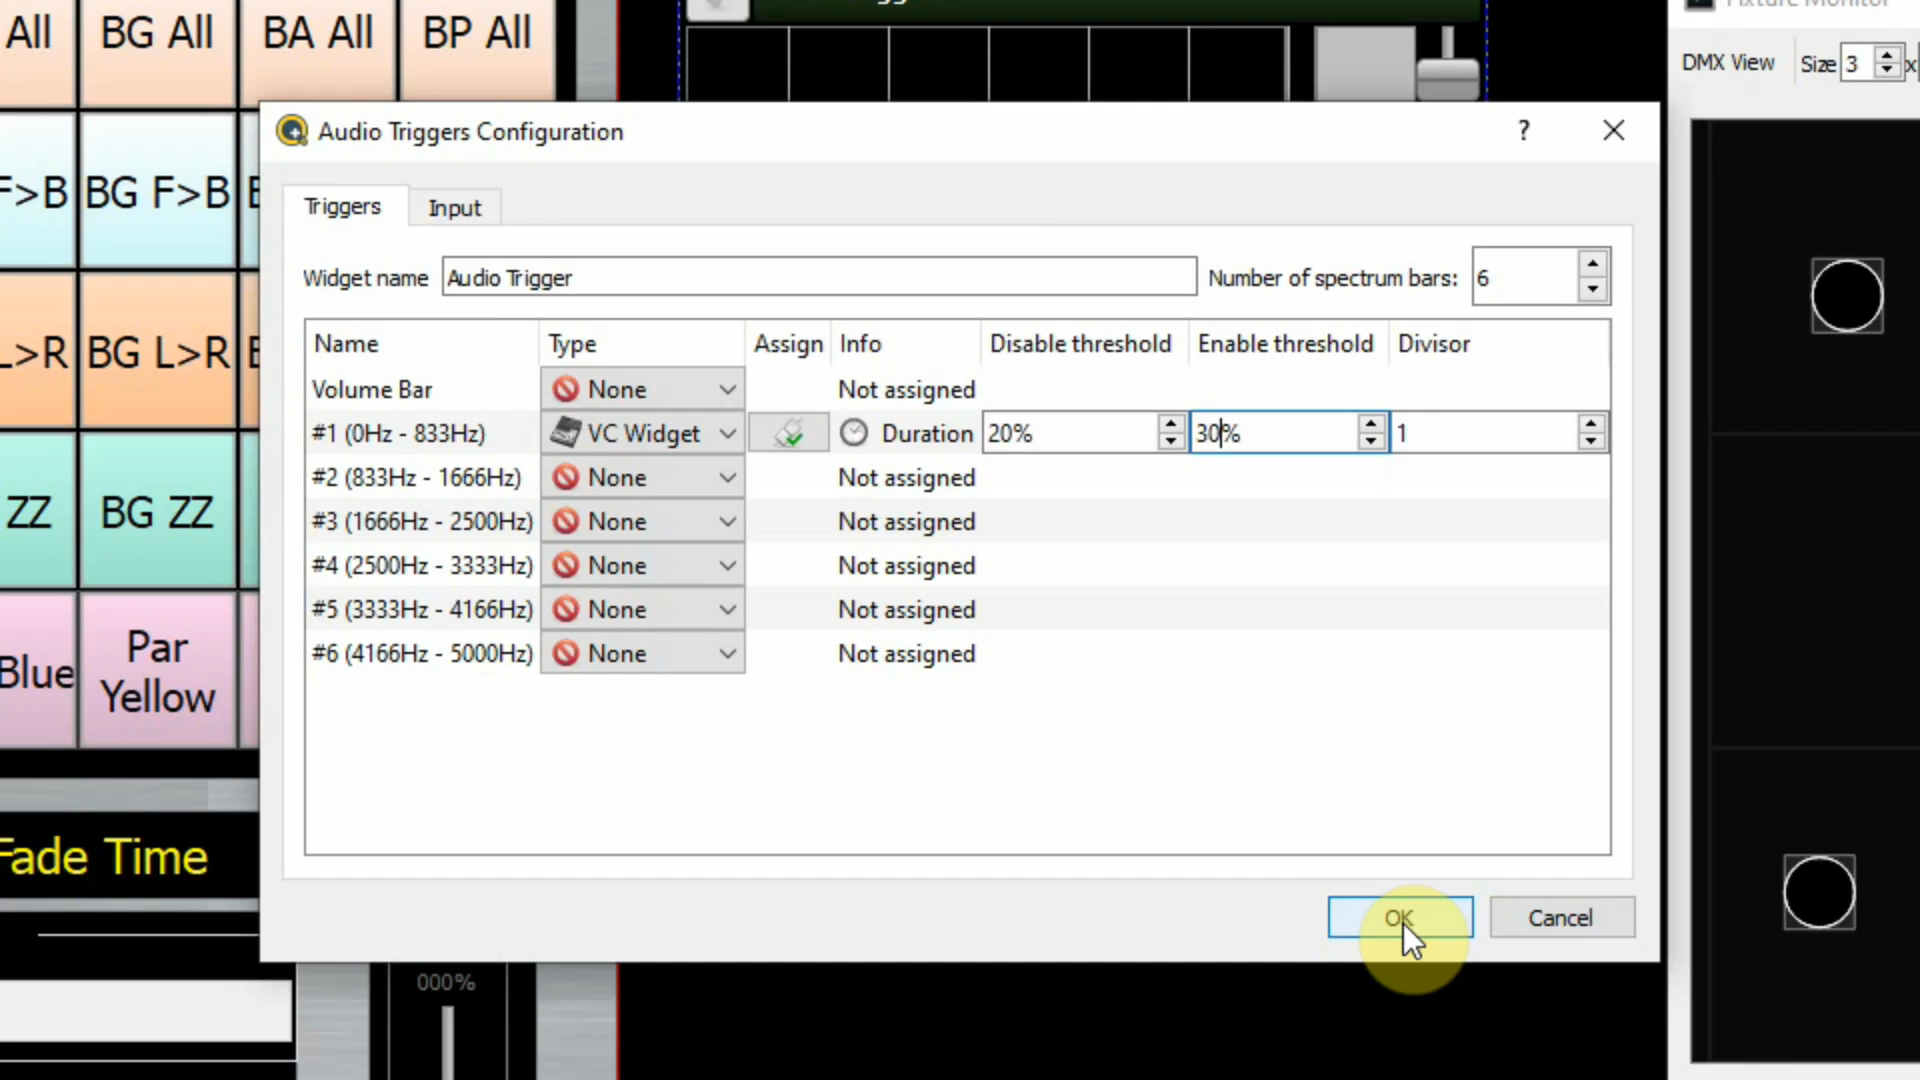 All
BG All
BA All
BP All
DMX View
Size 3
x
F>B
BG F>B
L>R
BG L>R
ZZ
BG ZZ
Blue
Par
Yellow
Fade Time
000%
Audio Triggers Configuration
?
Triggers
Input
Widget name
Audio Trigger
Number of spectrum bars:
6
Name Type Assign Info Disable threshold Enable threshold Divisor
Volume Bar None Not assigned
#1 (0Hz - 833Hz) VC Widget Duration 20% 30% 1
#2 (833Hz - 1666Hz) None Not assigned
#3 (1666Hz - 2500Hz) None Not assigned
#4 (2500Hz - 3333Hz) None Not assigned
#5 (3333Hz - 4166Hz) None Not assigned
#6 (4166Hz - 5000Hz) None Not assigned
OK
Cancel